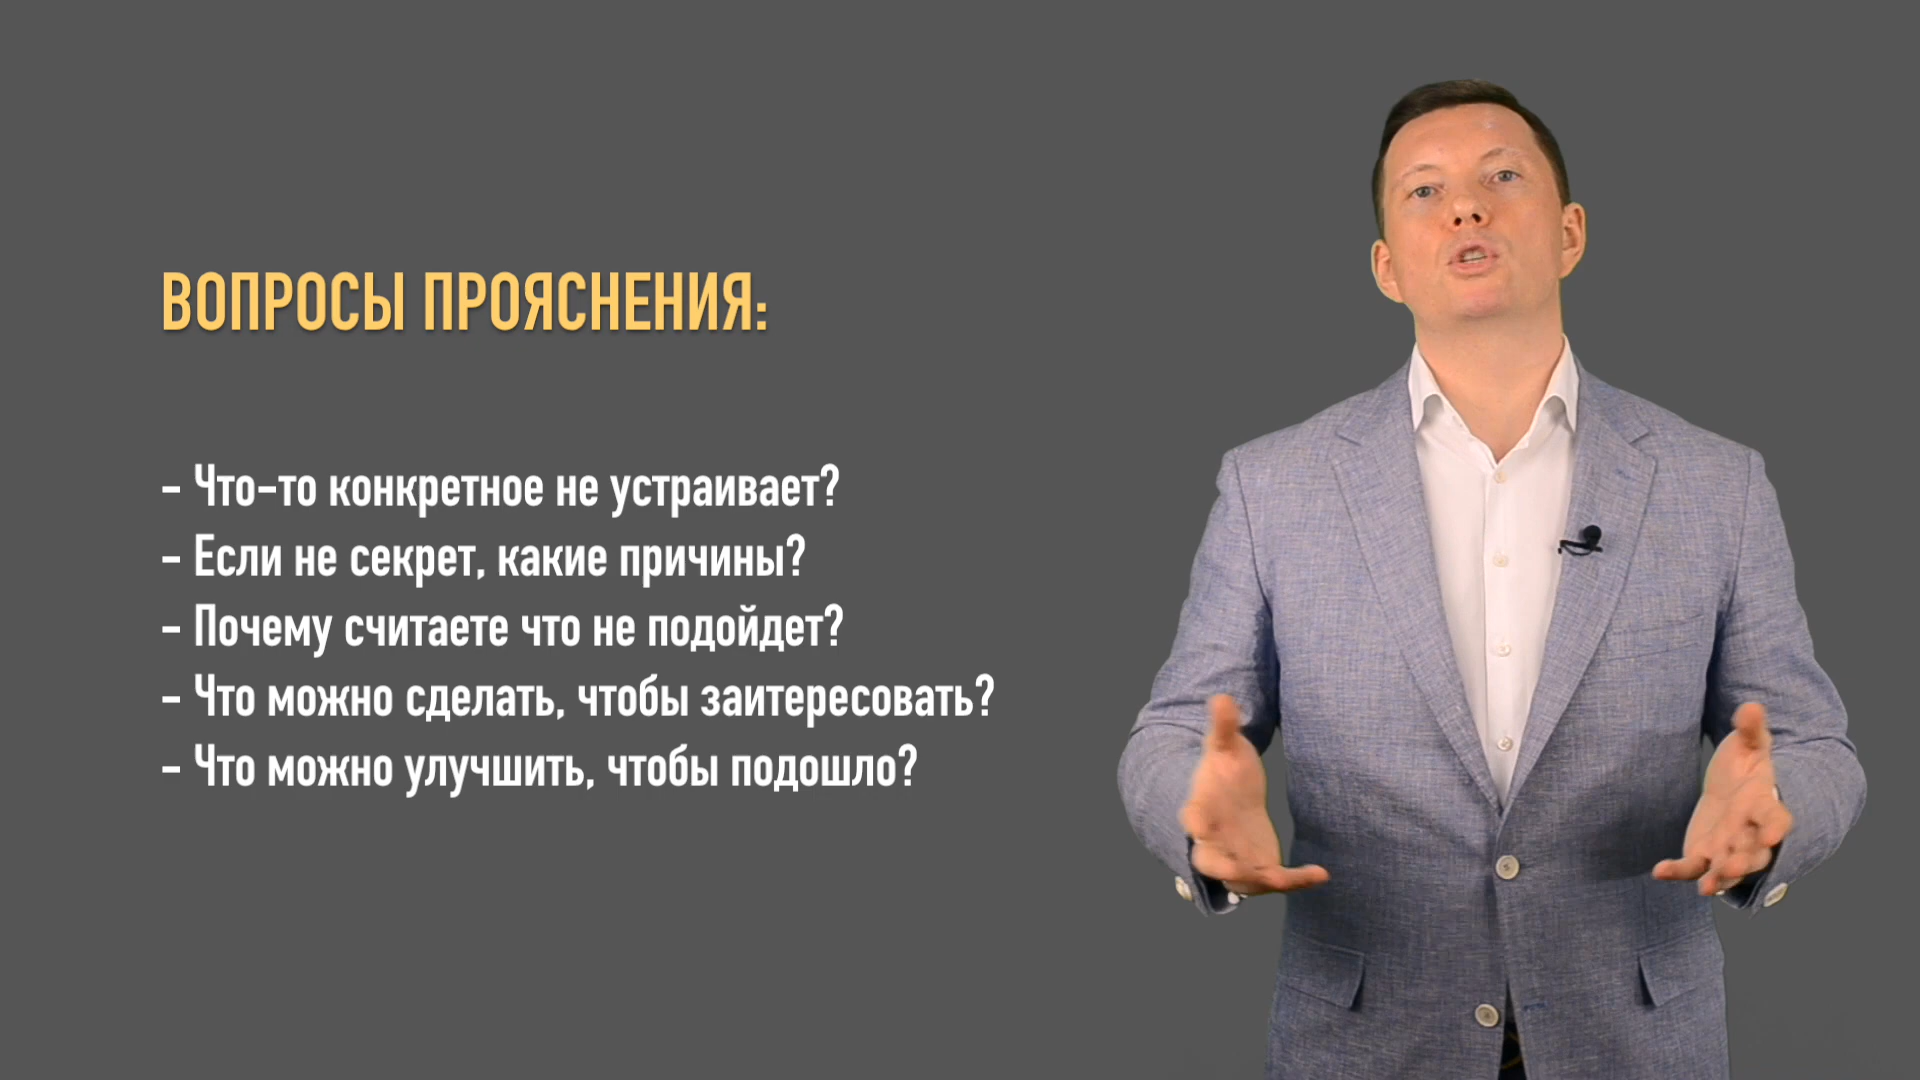 ВОПРОСЫ ПРОЯСНЕНИЯ:
- Что-то конкретное не устраивает?
- Если не секрет, какие причины?
- Почему считаете что не подойдет?
- Что можно сделать, чтобы заитересовать?
- Что можно улучшить, чтобы подошло?